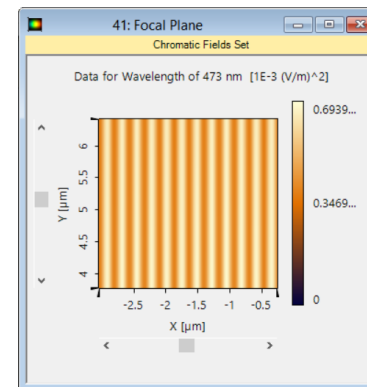 41: Focal Plane
Chromatic Fields Set
Data for Wavelength of 473 nm [1E-3 (V/m)^2]
0.6939...
0.3469...
0
Y [µm]
6
5.5
5
4.5
4
-2.5 -2 -1.5 -1 -0.5
X [µm]